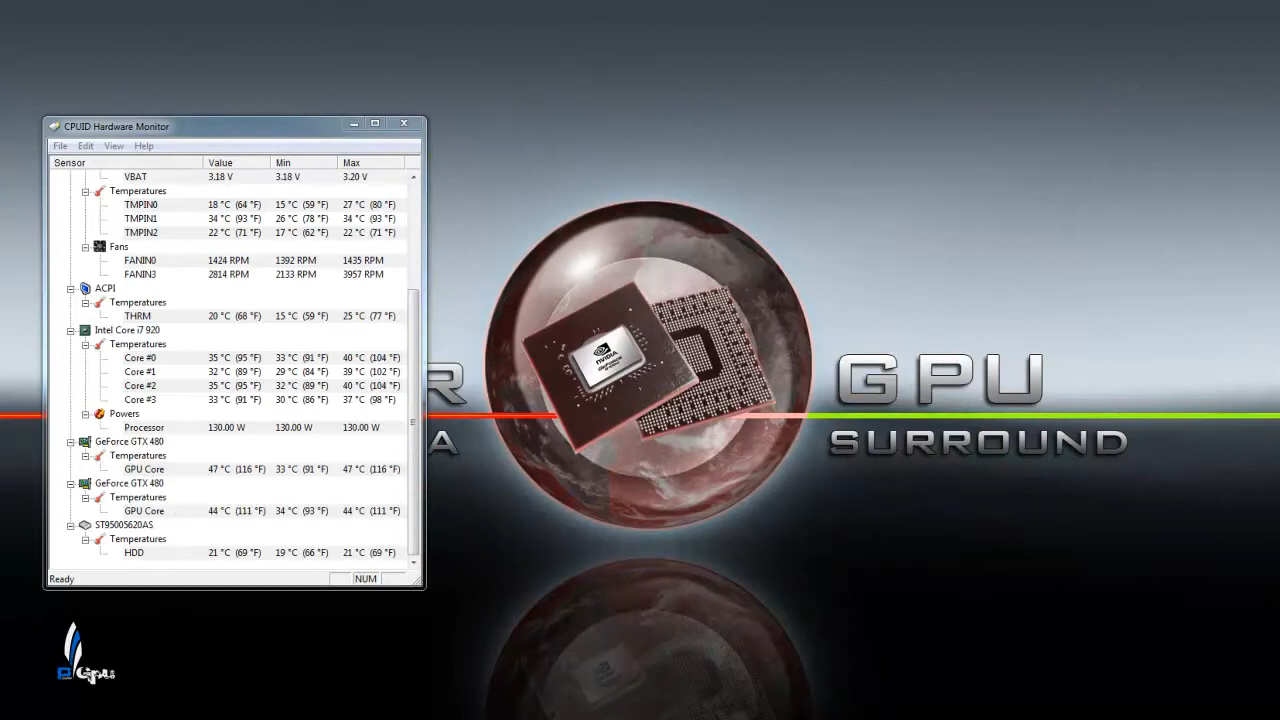 CPUID Hardware Monitor
File Edit View Help
Sensor Value Min Max
VBAT 3.18 V 3.18 V 3.20 V
Temperatures
TMPIN0 18 °C (64 °F) 15 °C (59 °F) 27 °C (80 °F)
TMPIN1 34 °C (93 °F) 26 °C (78 °F) 34 °C (93 °F)
TMPIN2 22 °C (71 °F) 17 °C (62 °F) 22 °C (71 °F)
Fans
FANIN0 1424 RPM 1392 RPM 1435 RPM
FANIN3 2814 RPM 2133 RPM 3957 RPM
ACPI
Temperatures
THRM 20 °C (68 °F) 15 °C (59 °F) 25 °C (77 °F)
Intel Core i7 920
Temperatures
Core #0 35 °C (95 °F) 33 °C (91 °F) 40 °C (104 °F)
Core #1 32 °C (89 °F) 29 °C (84 °F) 39 °C (102 °F)
Core #2 35 °C (95 °F) 32 °C (89 °F) 40 °C (104 °F)
Core #3 33 °C (91 °F) 30 °C (86 °F) 37 °C (98 °F)
Powers
Processor 130.00 W 130.00 W 130.00 W
GeForce GTX 480
Temperatures
GPU Core 47 °C (116 °F) 33 °C (91 °F) 47 °C (116 °F)
GeForce GTX 480
Temperatures
GPU Core 44 °C (111 °F) 34 °C (93 °F) 44 °C (111 °F)
ST95005620AS
Temperatures
HDD 21 °C (69 °F) 19 °C (66 °F) 21 °C (69 °F)
Ready NUM
R GPU
A SURROUND
NVIDIA
Gpu